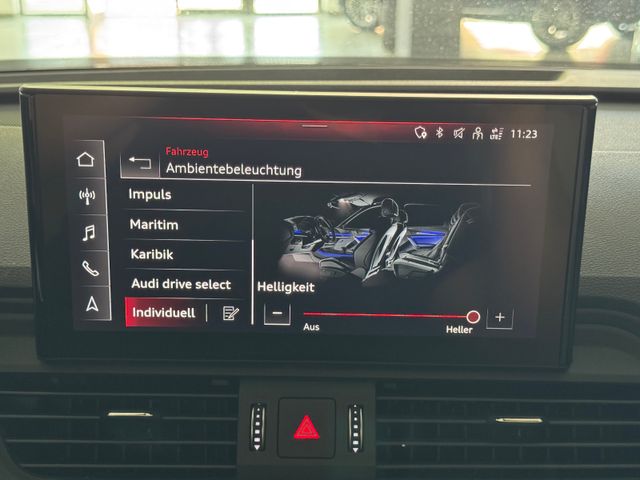 11:23
Fahrzeug
Ambientebeleuchtung
Impuls
Maritim
Karibik
Audi drive select
Individuell
Helligkeit
Aus
Heller